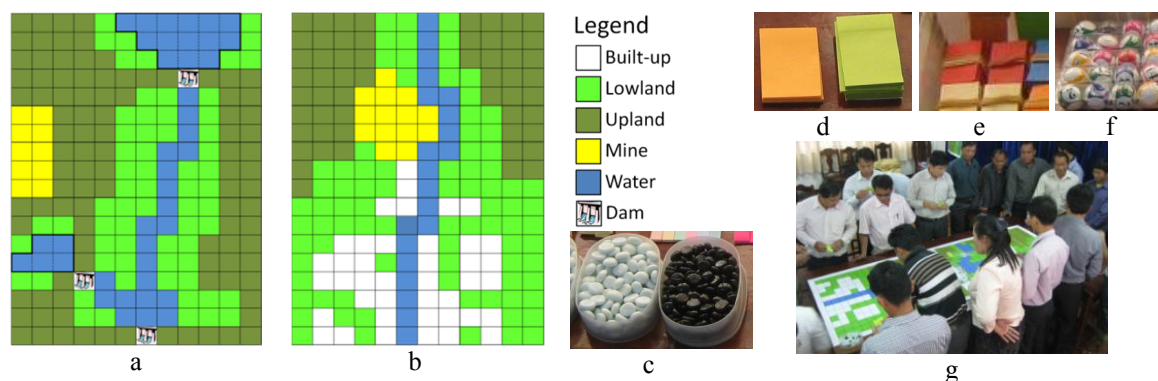 Legend
Built-up
Lowland
Upland
Mine
Water
Dam
a
b
c
d
e
f
g